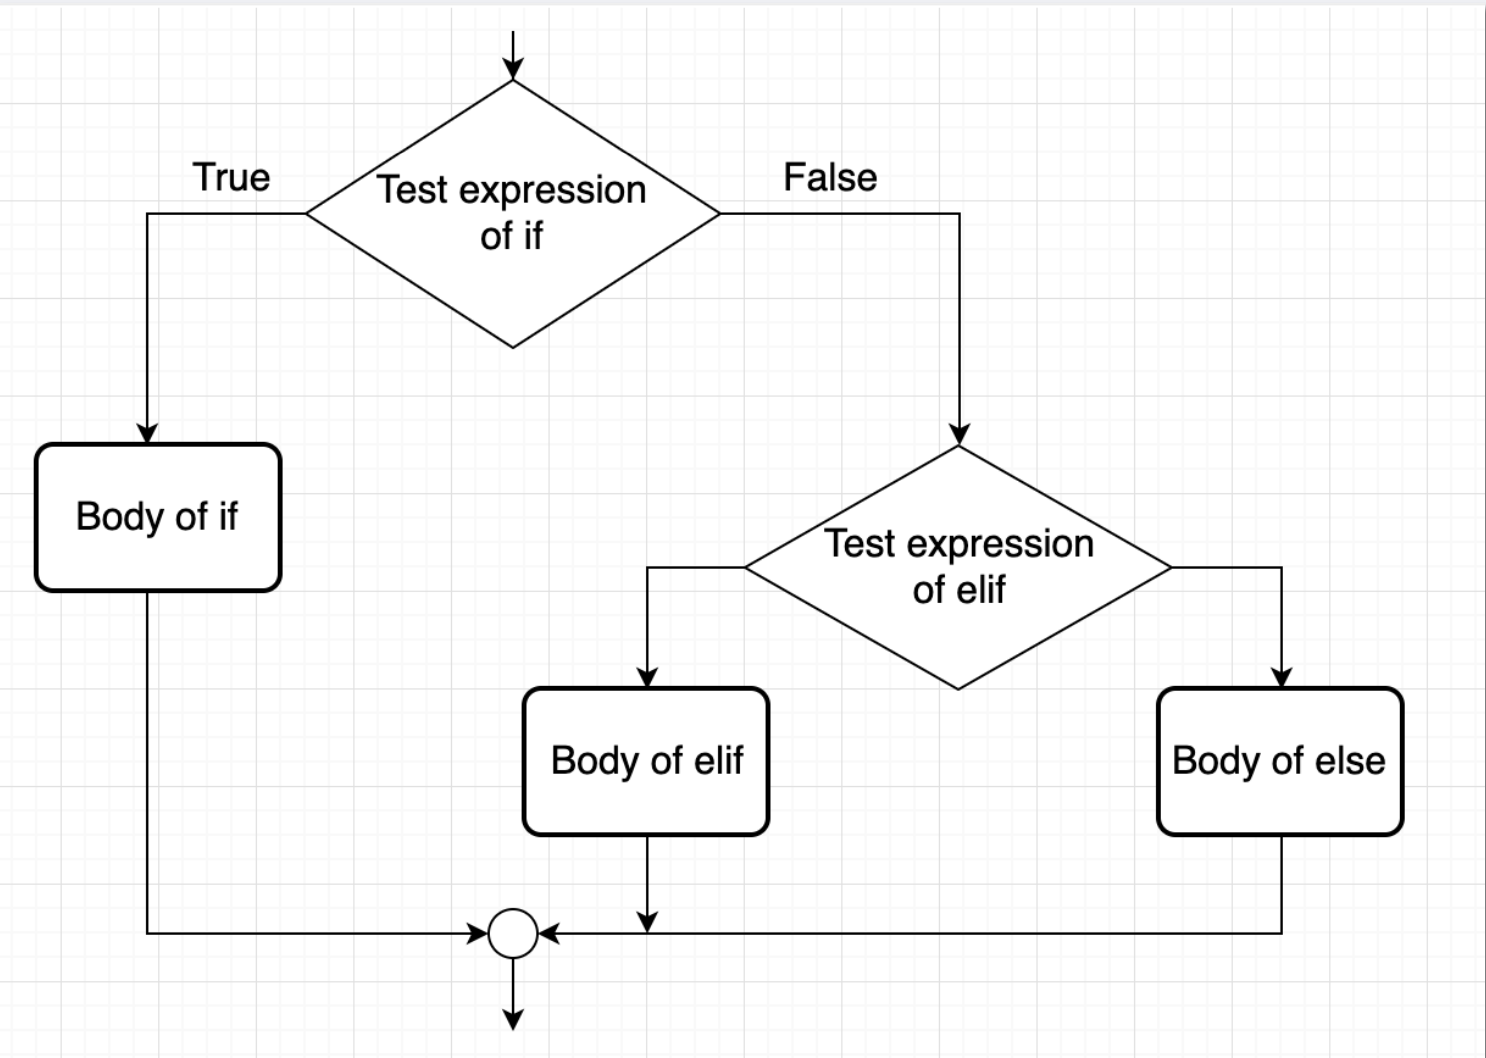 True
False
Test expression
of if
Body of if
Test expression
of elif
Body of elif
Body of else